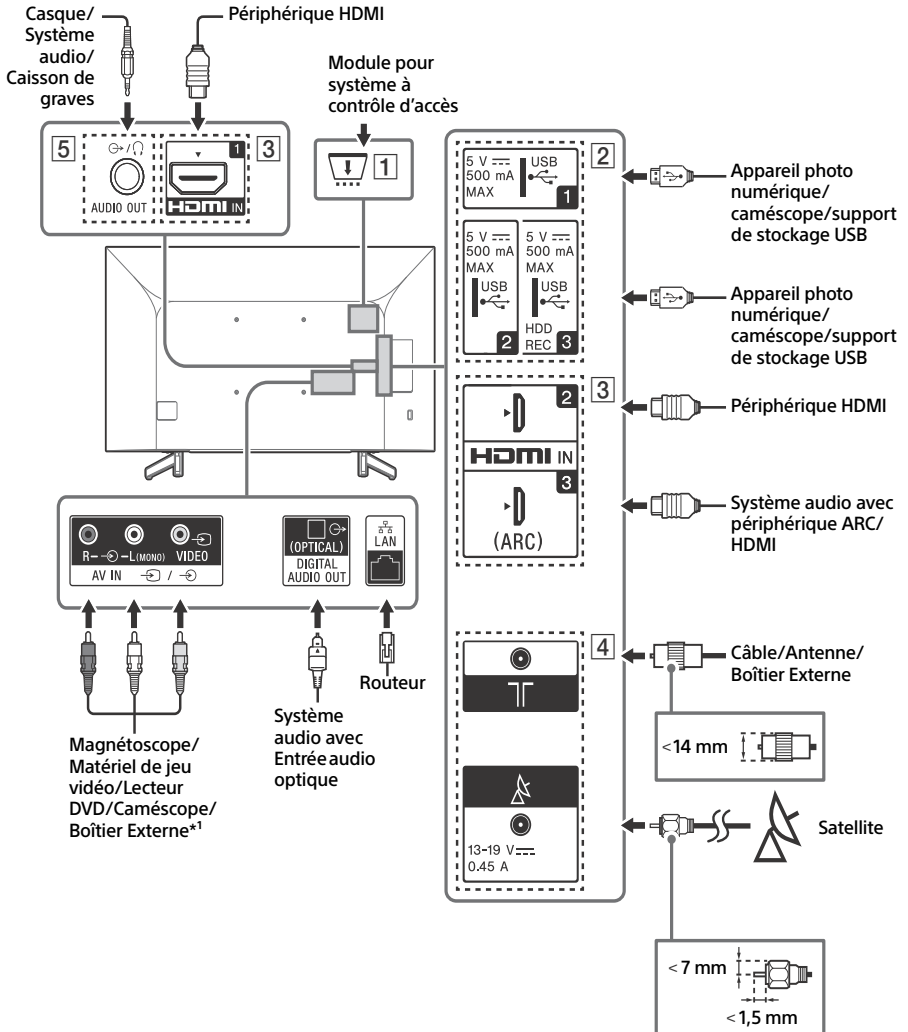 Casque/
Système
audio/
Caisson de
graves
Périphérique HDMI
Module pour
système à
contrôle d'accès
5
AUDIO OUT
1
HDMI IN
3
1
2
5 V
500 mA
MAX
USB
1
5 V
500 mA
MAX
USB
2
5 V
500 mA
MAX
USB
HDD
REC 3
Appareil photo
numérique/
caméscope/support
de stockage USB
Appareil photo
numérique/
caméscope/support
de stockage USB
3
2
HDMI IN
3
(ARC)
Périphérique HDMI
Système audio avec
périphérique ARC/
HDMI
R- -L(MONO) VIDEO
AV IN /
(OPTICAL)
DIGITAL
AUDIO OUT
LAN
Magnétoscope/
Matériel de jeu
vidéo/Lecteur
DVD/Caméscope/
Boîtier Externe*1
Système
audio avec
Entrée audio
optique
Routeur
4
13-19 V
0.45 A
Câble/Antenne/
Boîtier Externe
<14 mm
Satellite
<7 mm
<1,5 mm